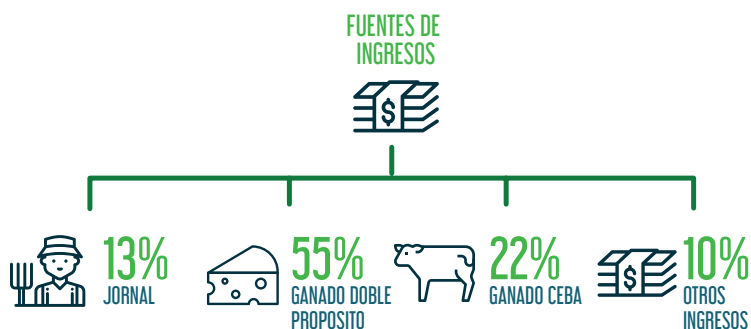 FUENTES DE
INGRESOS
$
13%
JORNAL
55%
GANADO DOBLE
PROPOSITO
22%
GANADO CEBA
$
10%
OTROS
INGRESOS